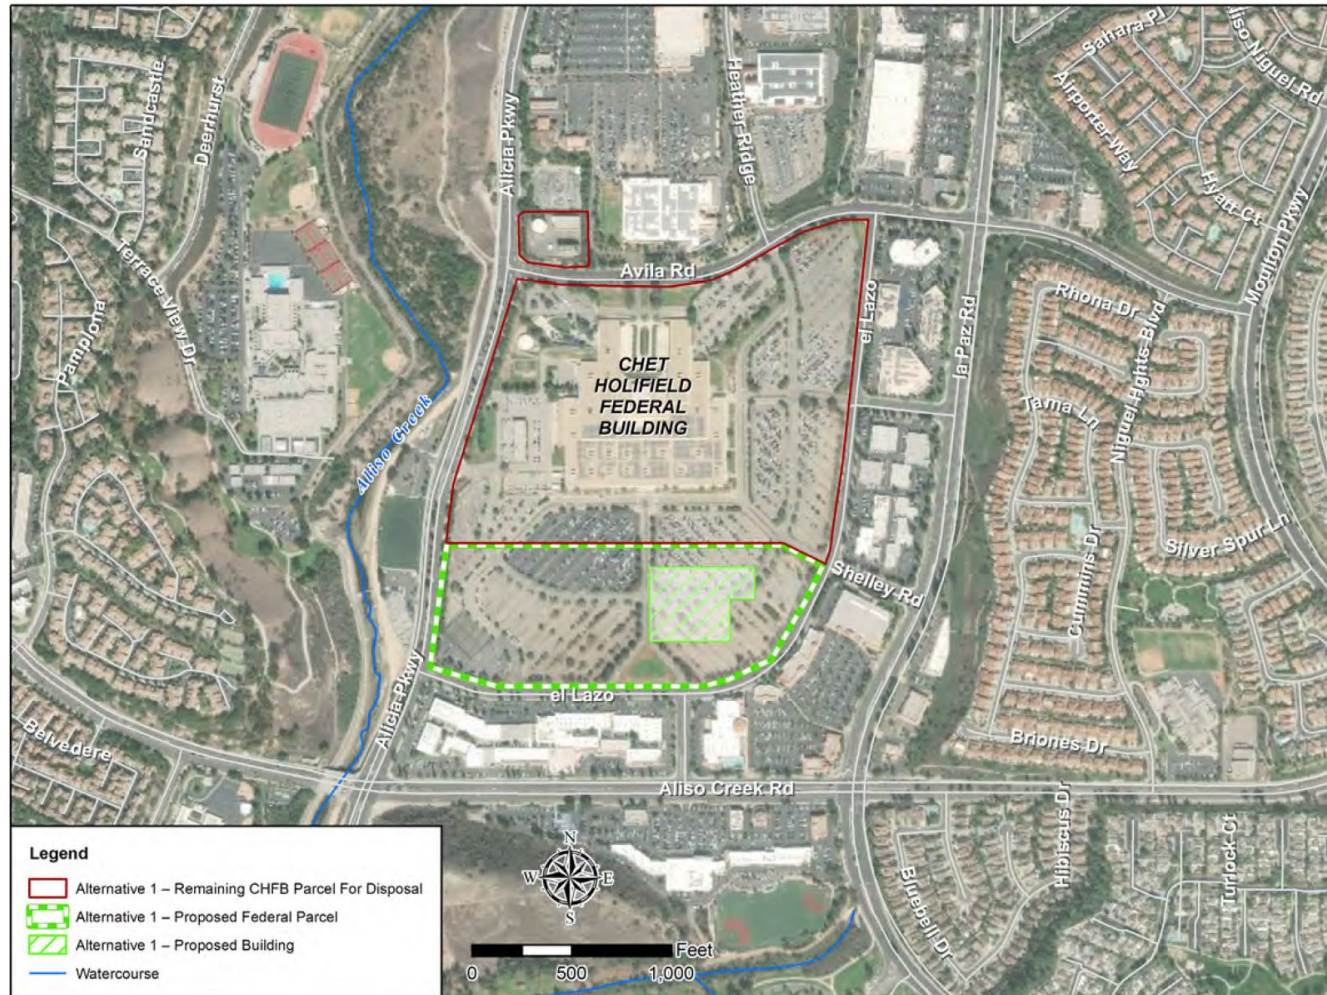 Sahara Pl
Aliso Niguel Rd
Sandcastle
Deerhurst
Heather Ridge
Airporter Way
Alicia Pkwy
Hyatt Ct
Moulton Pkwy
Terrace View Dr
Avila Rd
Pamplona
el Lazo
la Paz Rd
Rhona Dr
Niguel Hghts Blvd
CHET
HOLIFIELD
FEDERAL
BUILDING
Tama Ln
Aliso Creek
Silver Spur Ln
Cummins Dr
Shelley Rd
Alicia Pkwy
el Lazo
Belvedere
Briones Dr
Aliso Creek Rd
Hibiscus Dr
Turlock Ct
Bluebell Dr
Legend
Alternative 1 – Remaining CHFB Parcel For Disposal
Alternative 1 – Proposed Federal Parcel
Alternative 1 – Proposed Building
Watercourse
N
W E
S
Feet
0 500 1,000